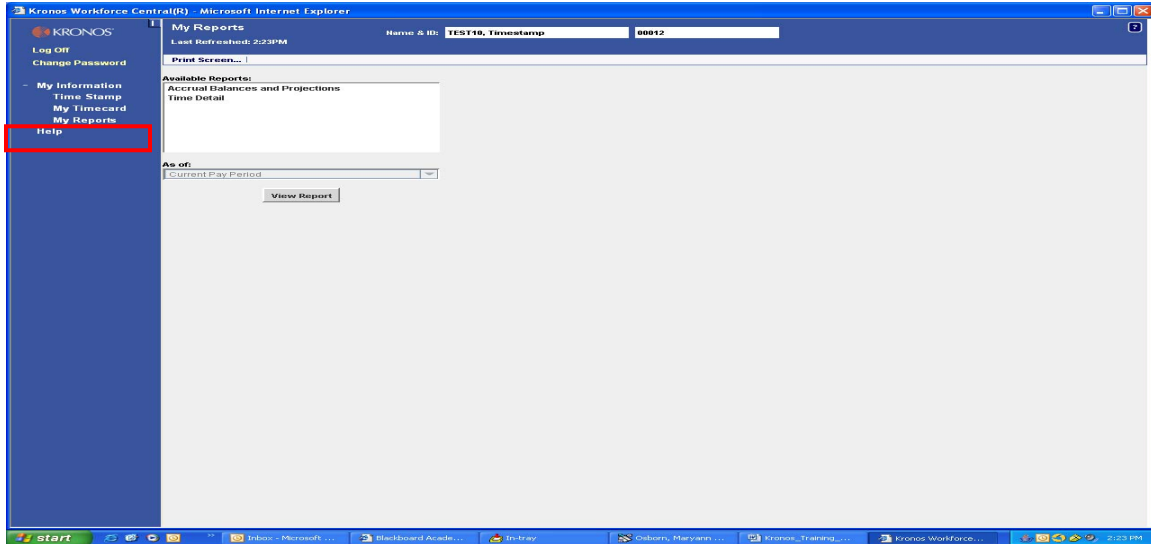 Kronos Workforce Central(R) - Microsoft Internet Explorer
KRONOS
Log Off
Change Password
- My Information
Time Stamp
My Timecard
My Reports
Help
My Reports
Last Refreshed: 2:23PM
Name & ID: TEST10, Timestamp 00012
?
Print Screen... |
Available Reports:
Accrual Balances and Projections
Time Detail
As of:
Current Pay Period
View Report
start
Inbox - Microsoft ...
Blackboard Acade...
In-tray
Osborn, Maryann ...
Kronos_Training_...
Kronos Workforce...
2:23 PM